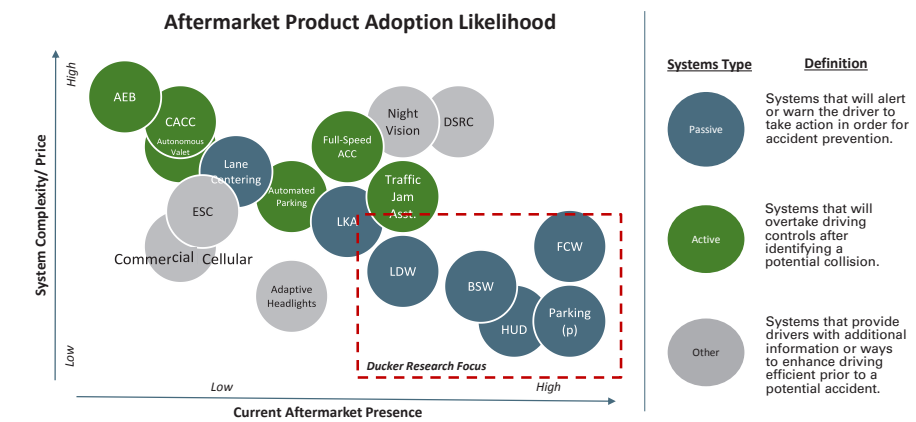 Aftermarket Product Adoption Likelihood
System Complexity/ Price
High
Low
AEB
CACC
Autonomous
Valet
Lane
Centering
ESC
Commercial Cellular
Automated
Parking
Adaptive
Headlights
Full-Speed
ACC
LKA
Night
Vision
DSRC
Traffic
Jam
Asst.
LDW
BSW
HUD
FCW
Parking
(p)
Ducker Research Focus
Low
High
Current Aftermarket Presence
Systems Type
Definition
Passive
Systems that will alert
or warn the driver to
take action in order for
accident prevention.
Active
Systems that will
overtake driving
controls after
identifying a
potential collision.
Other
Systems that provide
drivers with additional
information or ways
to enhance driving
efficient prior to a
potential accident.